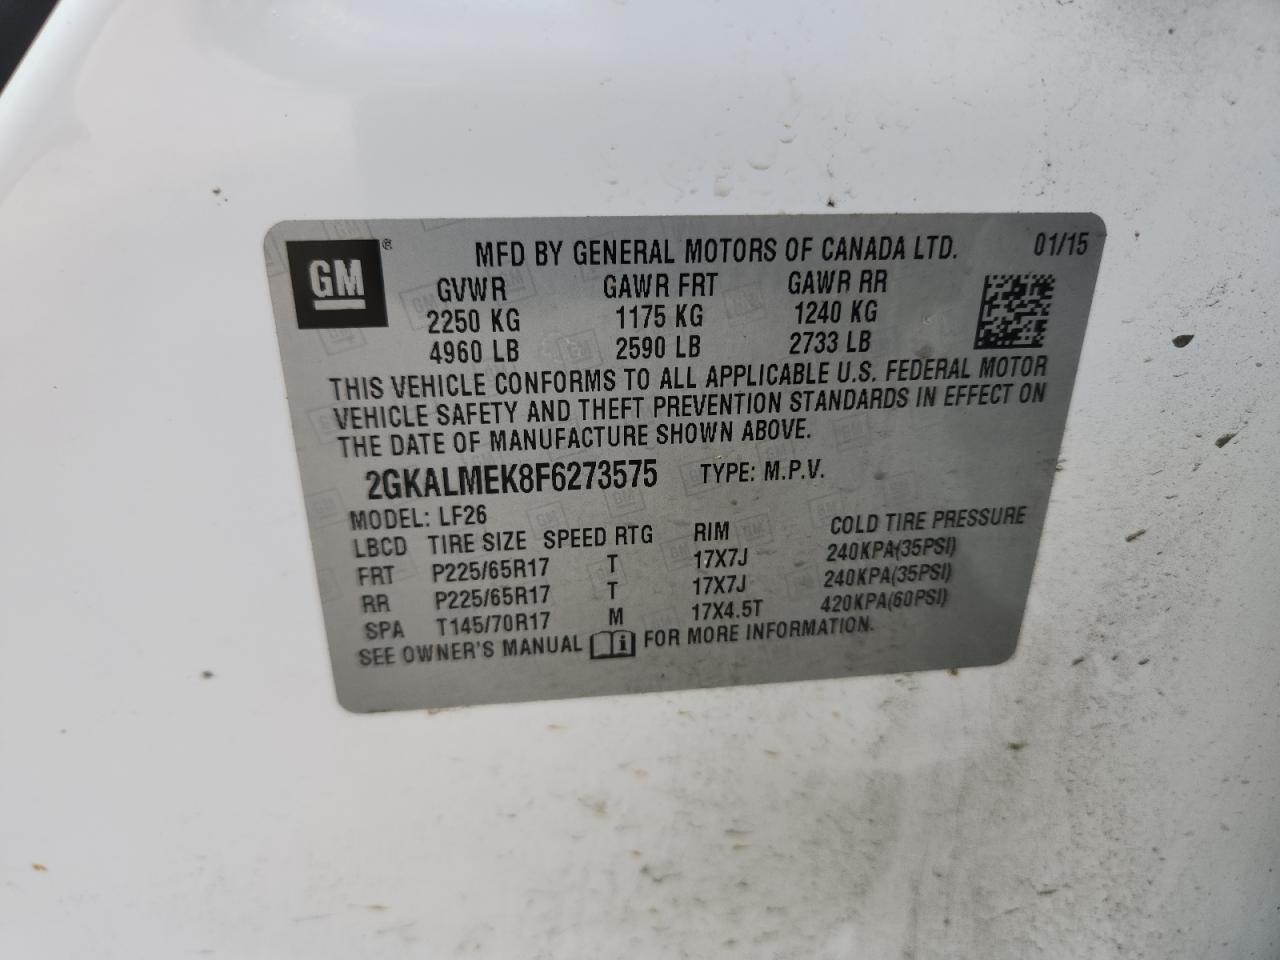 GM ® MFD BY GENERAL MOTORS OF CANADA LTD. 01/15
GVWR GAWR FRT GAWR RR
2250 KG 1175 KG 1240 KG
4960 LB 2590 LB 2733 LB
THIS VEHICLE CONFORMS TO ALL APPLICABLE U.S. FEDERAL MOTOR
VEHICLE SAFETY AND THEFT PREVENTION STANDARDS IN EFFECT ON
THE DATE OF MANUFACTURE SHOWN ABOVE.
2GKALMEK8F6273575 TYPE: M.P.V.
MODEL: LF26
LBCD TIRE SIZE SPEED RTG RIM COLD TIRE PRESSURE
FRT P225/65R17 T 17X7J 240KPA(35PSI)
RR P225/65R17 T 17X7J 240KPA(35PSI)
SPA T145/70R17 M 17X4.5T 420KPA(60PSI)
SEE OWNER'S MANUAL i FOR MORE INFORMATION.